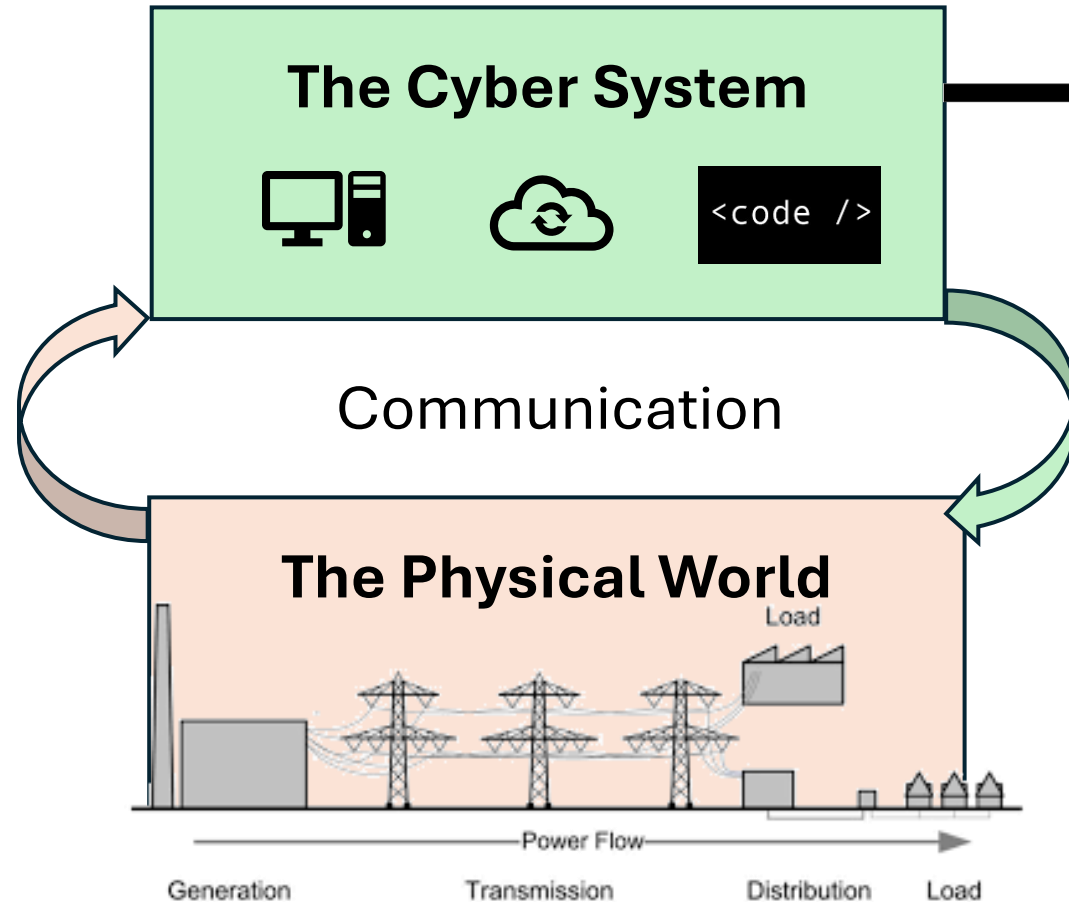 The Cyber System
<code />
Communication
The Physical World
Load
Power Flow
Generation Transmission Distribution Load